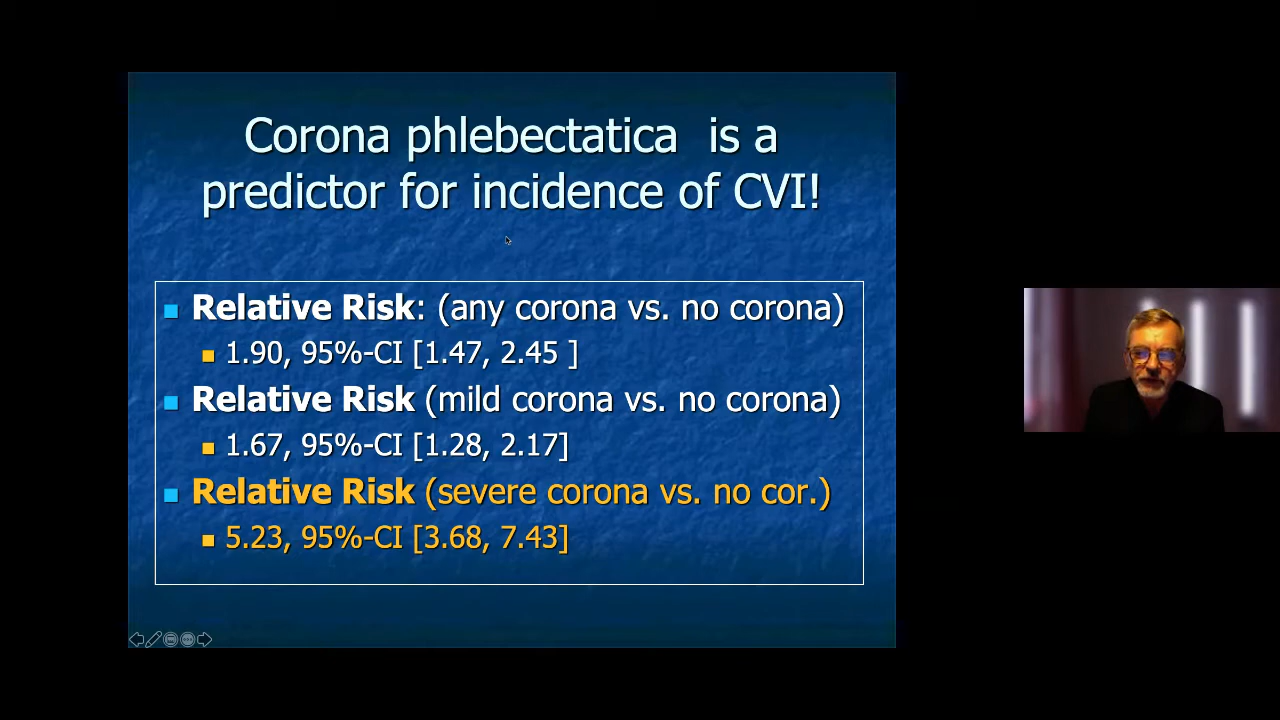 Corona phlebectatica is a
predictor for incidence of CVI!
Relative Risk: (any corona vs. no corona)
1.90, 95%-CI [1.47, 2.45 ]
Relative Risk (mild corona vs. no corona)
1.67, 95%-CI [1.28, 2.17]
Relative Risk (severe corona vs. no cor.)
5.23, 95%-CI [3.68, 7.43]